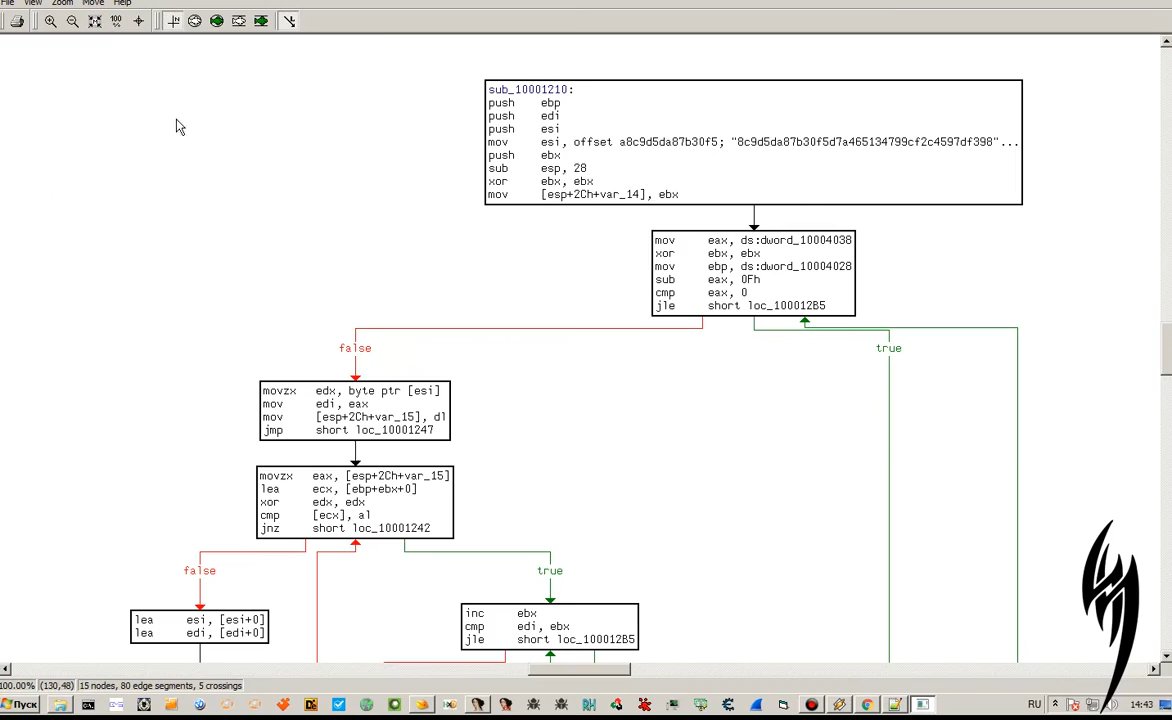 File View Zoom Move Help
100 %
N
sub_10001210:
push ebp
push edi
push esi
mov esi, offset a8c9d5da87b30f5; "8c9d5da87b30f5d7a465134799cf2c4597df398"...
push ebx
sub esp, 28
xor ebx, ebx
mov [esp+2Ch+var_14], ebx
mov eax, ds:dword_10004038
xor ebx, ebx
mov ebp, ds:dword_10004028
sub eax, 0Fh
cmp eax, 0
jle short loc_100012B5
false
true
movzx edx, byte ptr [esi]
mov edi, eax
mov [esp+2Ch+var_15], dl
jmp short loc_10001247
movzx eax, [esp+2Ch+var_15]
lea ecx, [ebp+ebx+0]
xor edx, edx
cmp [ecx], al
jnz short loc_10001242
false
true
lea esi, [esi+0]
lea edi, [edi+0]
inc ebx
cmp edi, ebx
jle short loc_100012B5
100.00% (130,48) 15 nodes, 80 edge segments, 5 crossings
Пуск
RH
RU
14:43